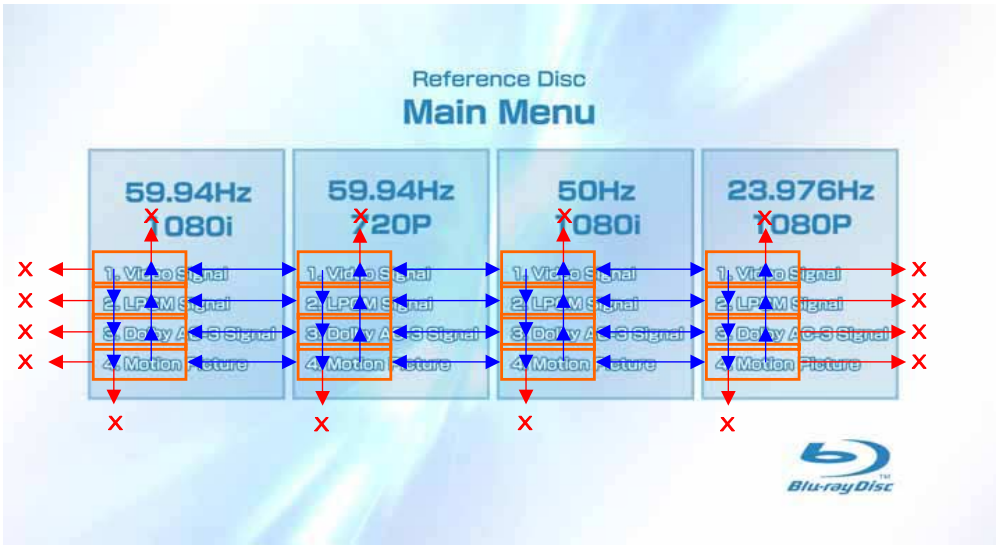 Reference Disc
Main Menu
59.94Hz
1080i
59.94Hz
720P
50Hz
1080i
23.976Hz
1080P
X X X X
X 1. Video Signal 1. Video Signal 1. Video Signal 1. Video Signal X
X 2. LPCM Signal 2. LPCM Signal 2. LPCM Signal 2. LPCM Signal X
X 3. Dolby AC-3 Signal 3. Dolby AC-3 Signal 3. Dolby AC-3 Signal 3. Dolby AC-3 Signal X
X 4. Motion Picture 4. Motion Picture 4. Motion Picture 4. Motion Picture X
X X X X
Blu-ray Disc™